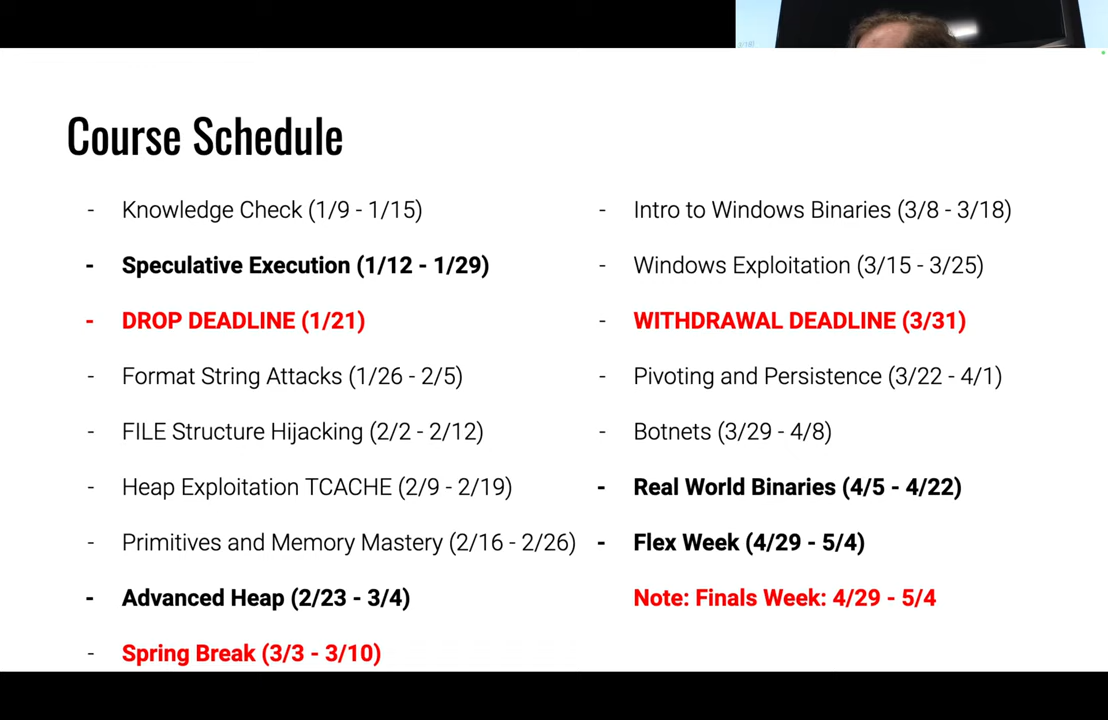 Course Schedule
- Knowledge Check (1/9 - 1/15)
- Speculative Execution (1/12 - 1/29)
- DROP DEADLINE (1/21)
- Format String Attacks (1/26 - 2/5)
- FILE Structure Hijacking (2/2 - 2/12)
- Heap Exploitation TCACHE (2/9 - 2/19)
- Primitives and Memory Mastery (2/16 - 2/26)
- Advanced Heap (2/23 - 3/4)
- Spring Break (3/3 - 3/10)
- Intro to Windows Binaries (3/8 - 3/18)
- Windows Exploitation (3/15 - 3/25)
- WITHDRAWAL DEADLINE (3/31)
- Pivoting and Persistence (3/22 - 4/1)
- Botnets (3/29 - 4/8)
- Real World Binaries (4/5 - 4/22)
- Flex Week (4/29 - 5/4)
Note: Finals Week: 4/29 - 5/4